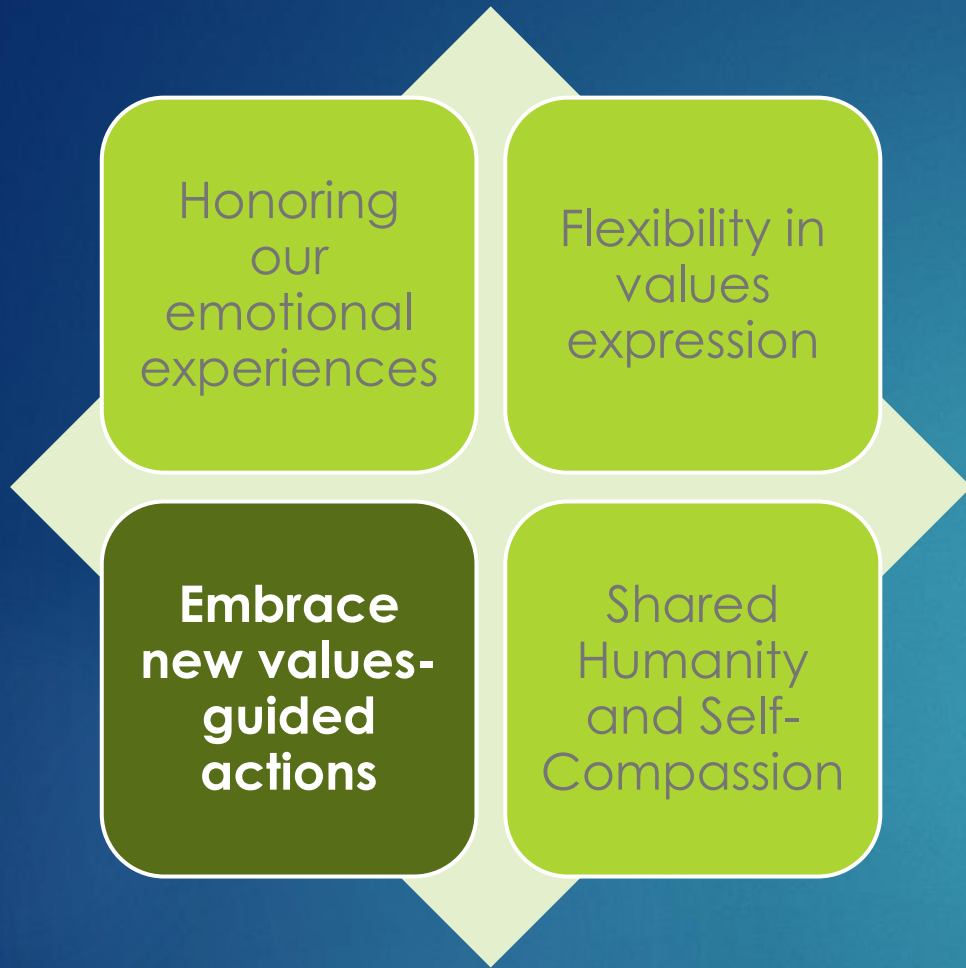 Honoring
our
emotional
experiences
Flexibility in
values
expression
Embrace
new values-
guided
actions
Shared
Humanity
and Self-
Compassion